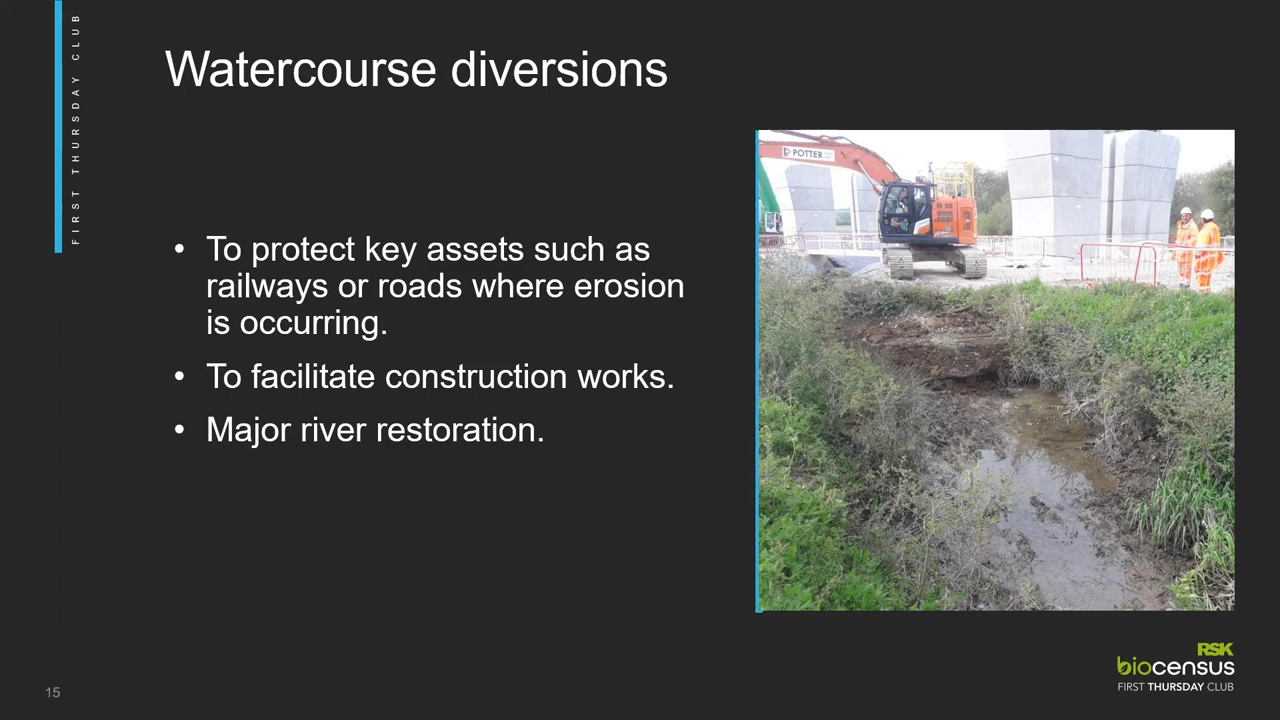 FIRST THURSDAY CLUB
Watercourse diversions
• To protect key assets such as
railways or roads where erosion
is occurring.
• To facilitate construction works.
• Major river restoration.
POTTER
RSK
biocensus
FIRST THURSDAY CLUB
15